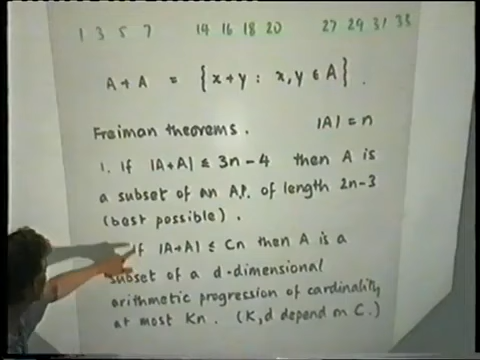 1 3 5 7 14 16 18 20 27 29 31 33
A+A = {x+y : x,y ∈ A}.
Freiman theorems. |A| = n
1. If |A+A| ≤ 3n-4 then A is
a subset of an A.P. of length 2n-3
(best possible).
If |A+A| ≤ Cn then A is a
subset of a d-dimensional
arithmetic progression of cardinality
at most Kn. (K,d depend on C.)